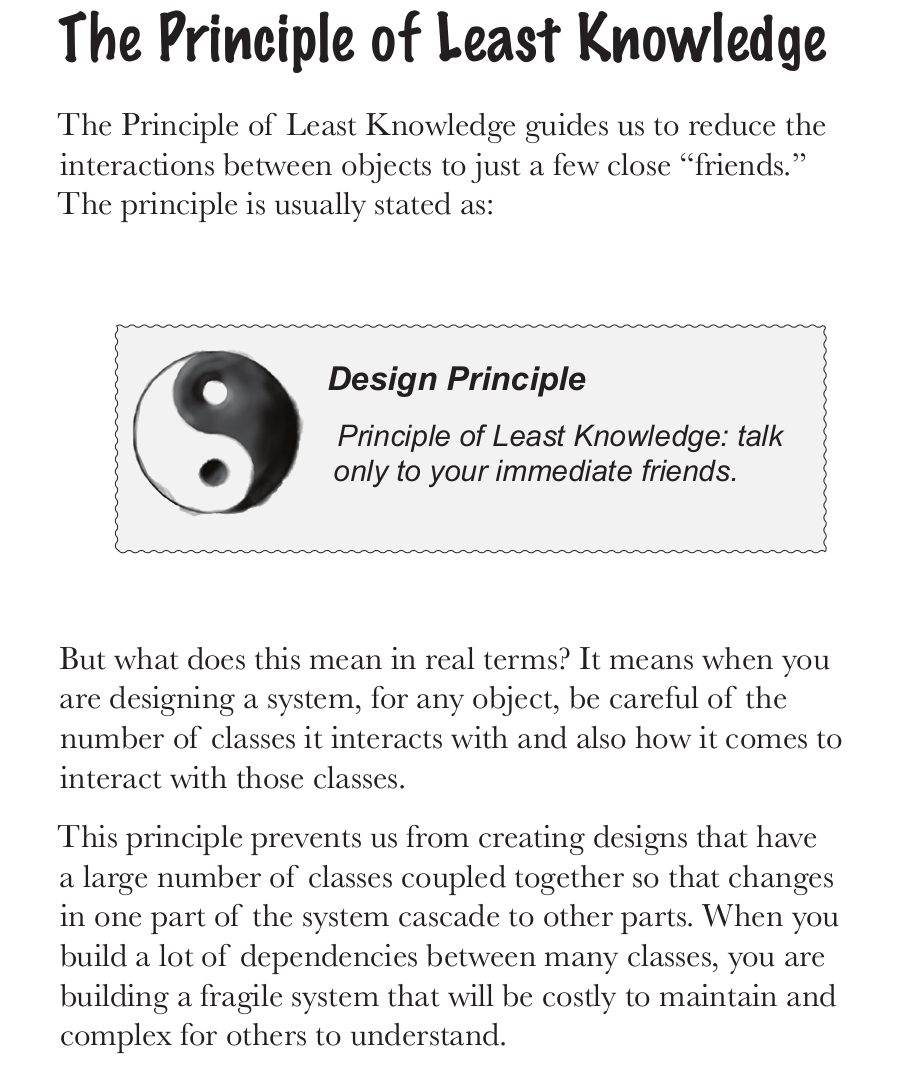 The Principle of Least Knowledge
The Principle of Least Knowledge guides us to reduce the
interactions between objects to just a few close “friends.”
The principle is usually stated as:
Design Principle
Principle of Least Knowledge: talk
only to your immediate friends.
But what does this mean in real terms? It means when you
are designing a system, for any object, be careful of the
number of classes it interacts with and also how it comes to
interact with those classes.
This principle prevents us from creating designs that have
a large number of classes coupled together so that changes
in one part of the system cascade to other parts. When you
build a lot of dependencies between many classes, you are
building a fragile system that will be costly to maintain and
complex for others to understand.